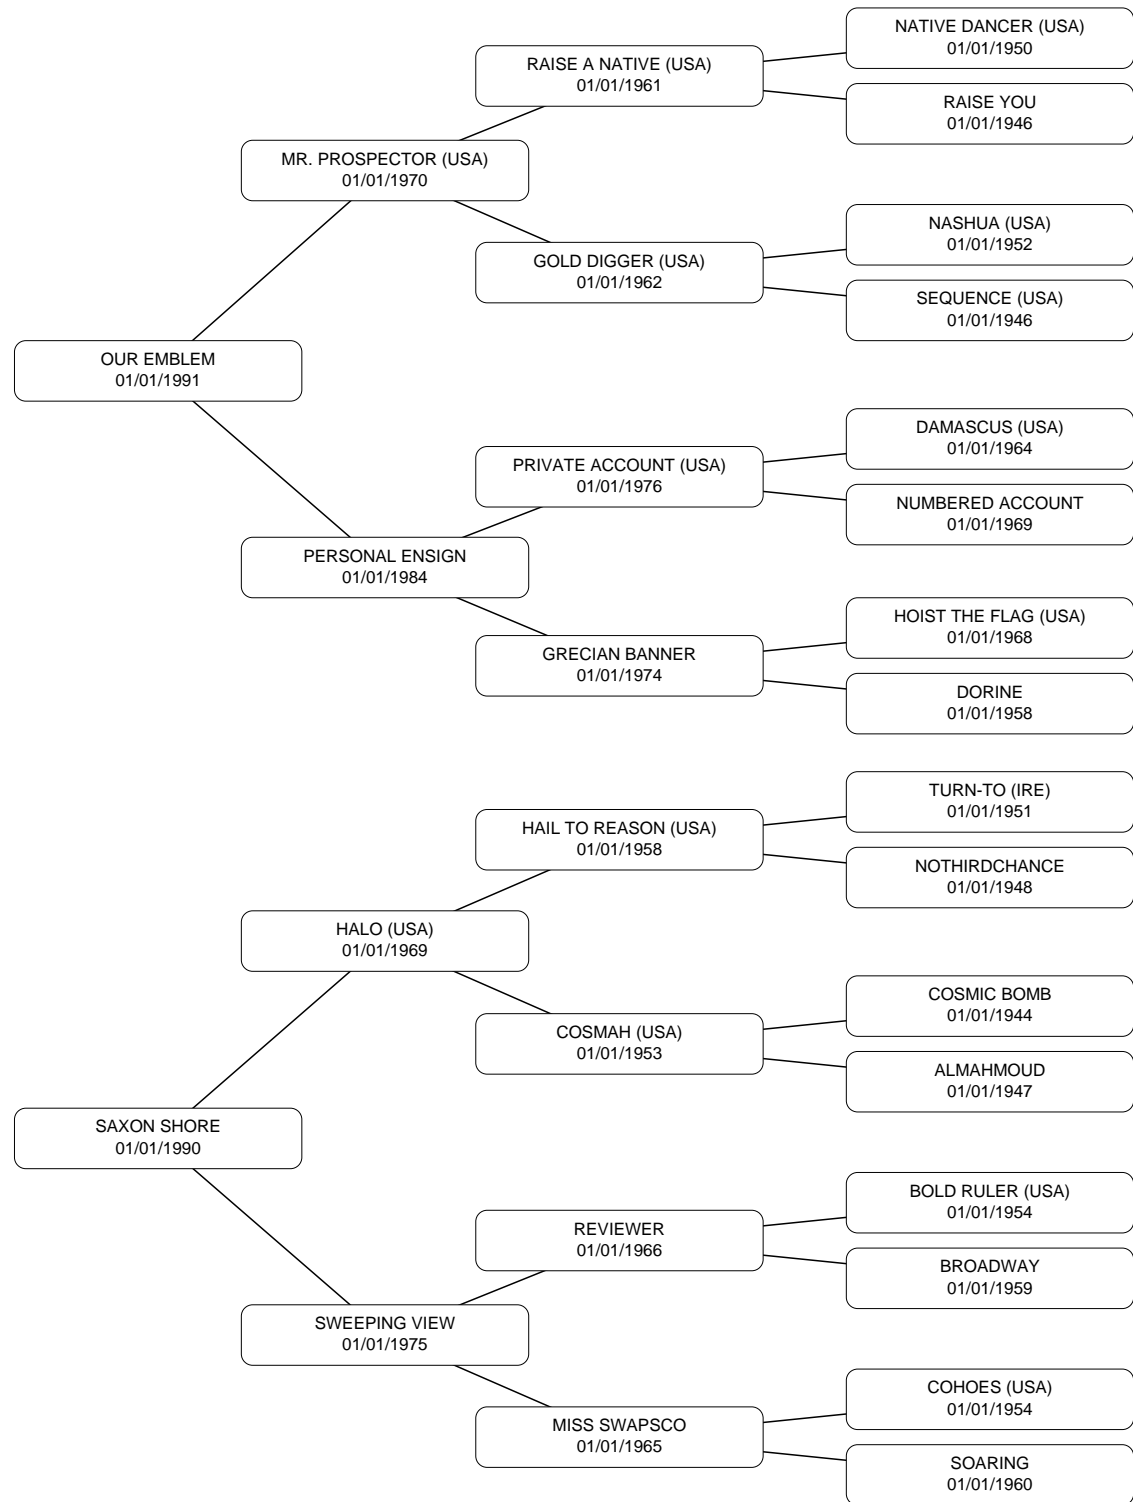 NATIVE DANCER (USA)
01/01/1950
RAISE A NATIVE (USA)
01/01/1961
RAISE YOU
01/01/1946
MR. PROSPECTOR (USA)
01/01/1970
NASHUA (USA)
01/01/1952
GOLD DIGGER (USA)
01/01/1962
SEQUENCE (USA)
01/01/1946
OUR EMBLEM
01/01/1991
DAMASCUS (USA)
01/01/1964
PRIVATE ACCOUNT (USA)
01/01/1976
NUMBERED ACCOUNT
01/01/1969
PERSONAL ENSIGN
01/01/1984
HOIST THE FLAG (USA)
01/01/1968
GRECIAN BANNER
01/01/1974
DORINE
01/01/1958
TURN-TO (IRE)
01/01/1951
HAIL TO REASON (USA)
01/01/1958
NOTHIRDCHANCE
01/01/1948
HALO (USA)
01/01/1969
COSMIC BOMB
01/01/1944
COSMAH (USA)
01/01/1953
ALMAHMOUD
01/01/1947
SAXON SHORE
01/01/1990
BOLD RULER (USA)
01/01/1954
REVIEWER
01/01/1966
BROADWAY
01/01/1959
SWEEPING VIEW
01/01/1975
COHOES (USA)
01/01/1954
MISS SWAPSCO
01/01/1965
SOARING
01/01/1960